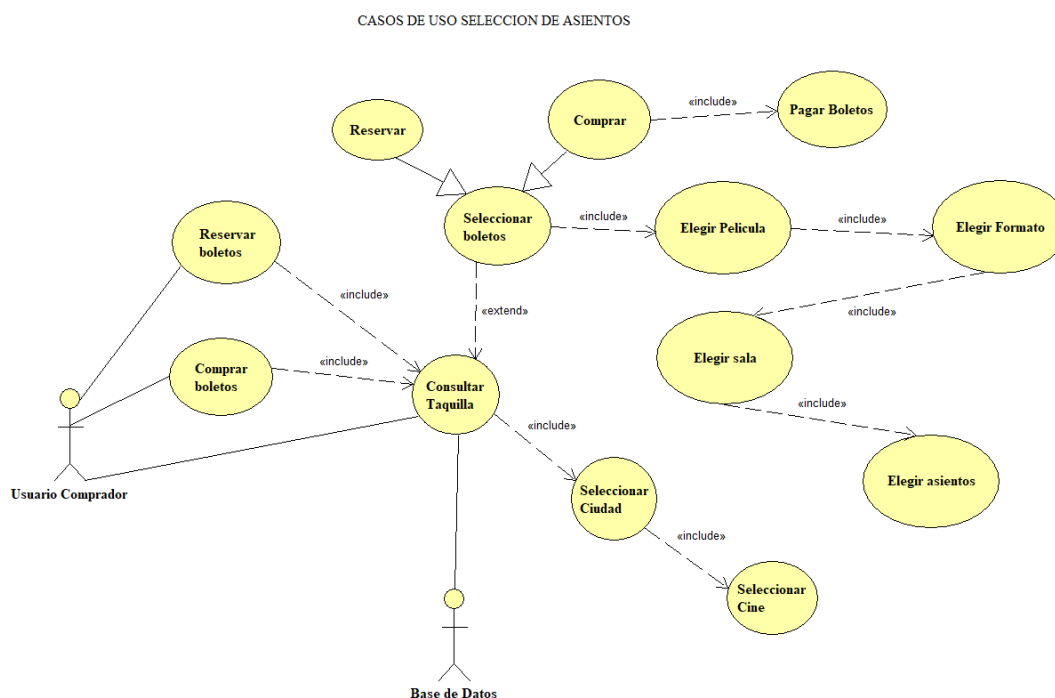 CASOS DE USO SELECCION DE ASIENTOS
Reservar
Comprar
«include»
Pagar Boletos
Reservar
boletos
Seleccionar
boletos
«include»
Elegir Pelicula
«include»
Elegir Formato
«include»
«extend»
«include»
Comprar
boletos
«include»
Elegir sala
Consultar
Taquilla
«include»
«include»
Usuario Comprador
Seleccionar
Ciudad
Elegir asientos
«include»
Seleccionar
Cine
Base de Datos